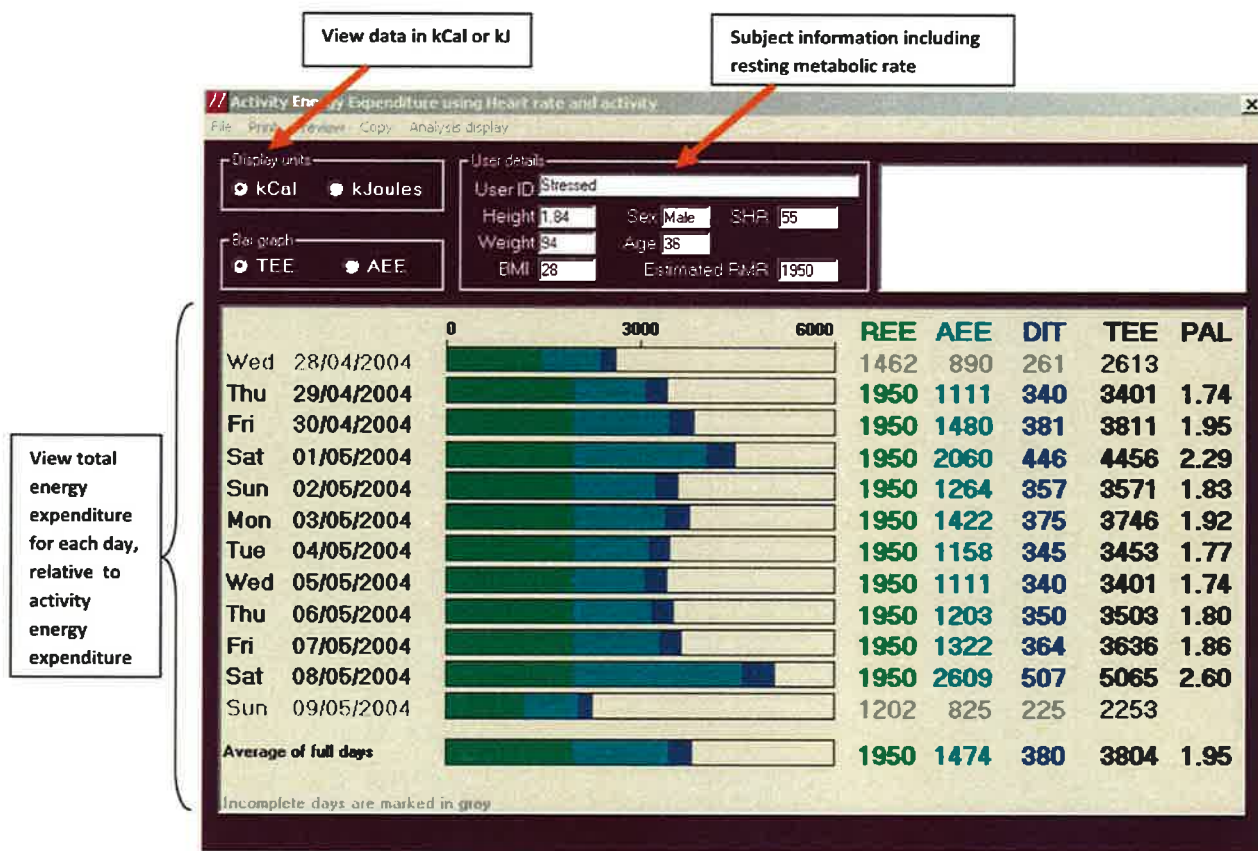 View data in kCal or kJ
Subject information including
resting metabolic rate
Activity Energy Expenditure using Heart rate and activity
File Print Preview Copy Analysis display
Display units
kCal kJoules
Bar graph
TEE AEE
User details
User ID Stressed
Height 1.84 Sex Male SHR 55
Weight 94 Age 36
BMI 28 Estimated RMR 1950
View total
energy
expenditure
for each day,
relative to
activity
energy
expenditure
0 3000 6000 REE AEE DIT TEE PAL
Wed 28/04/2004 1462 890 261 2613
Thu 29/04/2004 1950 1111 340 3401 1.74
Fri 30/04/2004 1950 1480 381 3811 1.95
Sat 01/05/2004 1950 2060 446 4456 2.29
Sun 02/05/2004 1950 1264 357 3571 1.83
Mon 03/05/2004 1950 1422 375 3746 1.92
Tue 04/05/2004 1950 1158 345 3453 1.77
Wed 05/05/2004 1950 1111 340 3401 1.74
Thu 06/05/2004 1950 1203 350 3503 1.80
Fri 07/05/2004 1950 1322 364 3636 1.86
Sat 08/05/2004 1950 2609 507 5065 2.60
Sun 09/05/2004 1202 825 225 2253
Average of full days 1950 1474 380 3804 1.95
Incomplete days are marked in grey